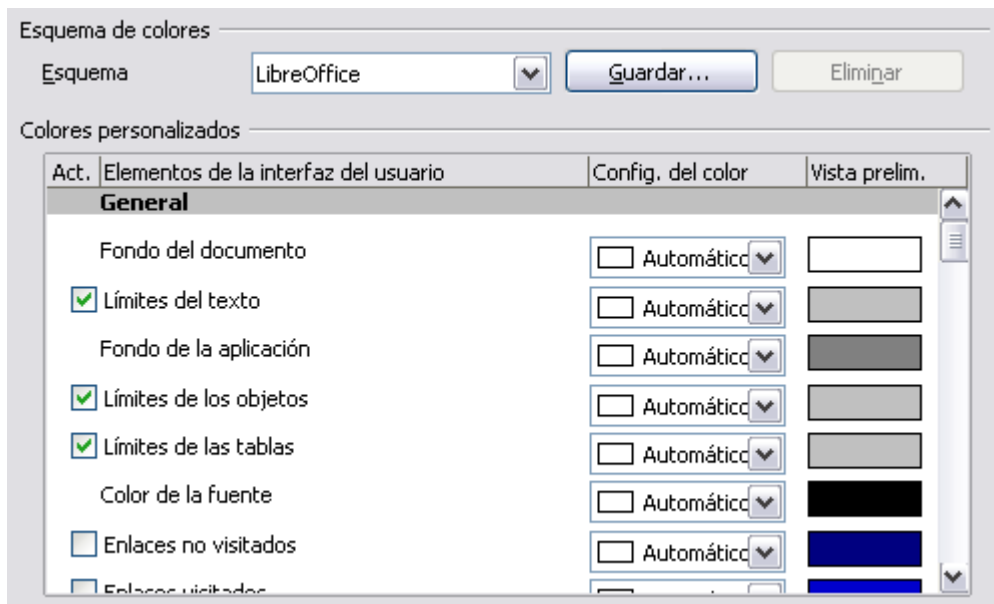 Esquema de colores
Esquema LibreOffice Guardar... Eliminar
Colores personalizados
Act. Elementos de la interfaz del usuario Config. del color Vista prelim.
General
Fondo del documento Automático
Límites del texto Automático
Fondo de la aplicación Automático
Límites de los objetos Automático
Límites de las tablas Automático
Color de la fuente Automático
Enlaces no visitados Automático
Enlaces visitados